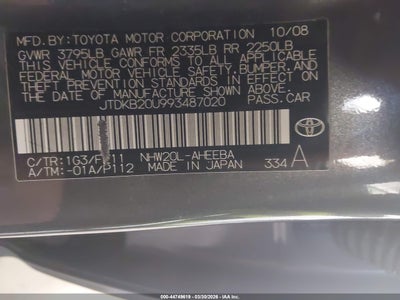 MFD.BY: TOYOTA MOTOR CORPORATION 10/08
GVWR 3795LB GAWR FR 2335LB RR 2250LB
THIS VEHICLE CONFORMS TO ALL APPLICABLE
FEDERAL MOTOR VEHICLE SAFETY, BUMPER, AND
THEFT PREVENTION STANDARDS IN EFFECT ON
THE DATE OF MANUFACTURE SHOWN ABOVE.
JTDKB20U993487020 PASS.CAR
C/TR:1G3/FC11 NHW20L-AHEEBA
A/TM:-01A/P112 MADE IN JAPAN 334 A
TOYOTA
000-44748619 - 03/30/2026 - IAA